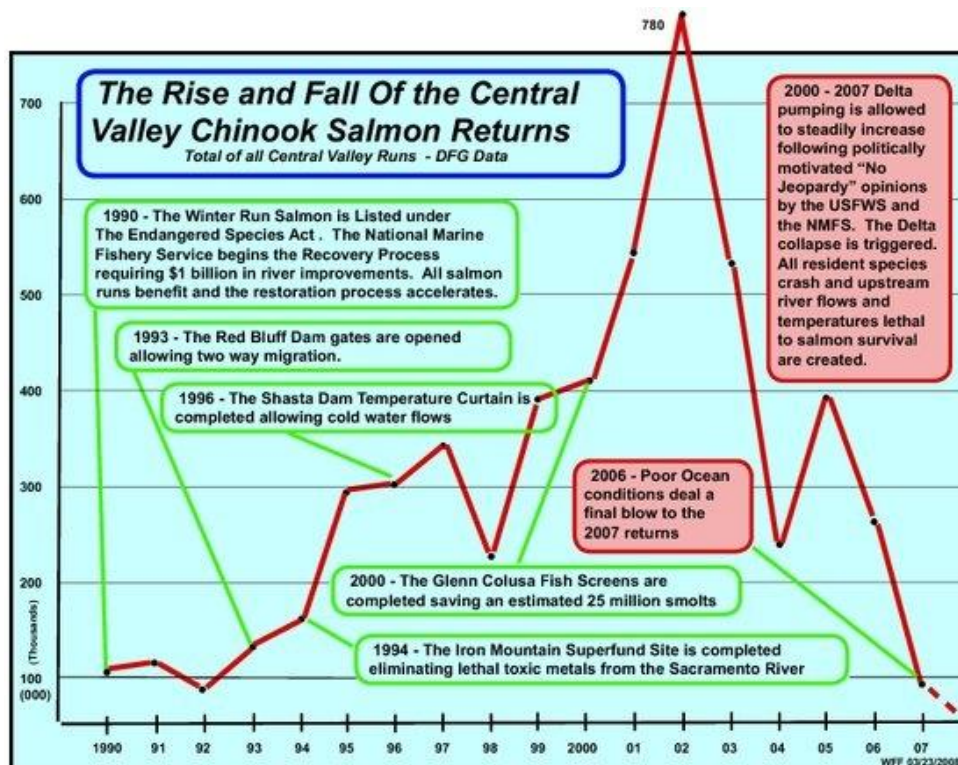 780
The Rise and Fall Of the Central
Valley Chinook Salmon Returns
Total of all Central Valley Runs - DFG Data
2000 - 2007 Delta
pumping is allowed
to steadily increase
following politically
motivated “No
Jeopardy” opinions
by the USFWS and
the NMFS. The Delta
collapse is triggered.
All resident species
crash and upstream
river flows and
temperatures lethal
to salmon survival
are created.
1990 - The Winter Run Salmon is Listed under
The Endangered Species Act . The National Marine
Fishery Service begins the Recovery Process
requiring $1 billion in river improvements. All salmon
runs benefit and the restoration process accelerates.
1993 - The Red Bluff Dam gates are opened
allowing two way migration.
1996 - The Shasta Dam Temperature Curtain is
completed allowing cold water flows
2006 - Poor Ocean
conditions deal a
final blow to the
2007 returns
2000 - The Glenn Colusa Fish Screens are
completed saving an estimated 25 million smolts
1994 - The Iron Mountain Superfund Site is completed
eliminating lethal toxic metals from the Sacramento River
700
600
500
400
300
200
100
(000)
(Thousands)
1990 91 92 93 94 95 96 97 98 99 2000 01 02 03 04 05 06 07
WFF 03/23/2008